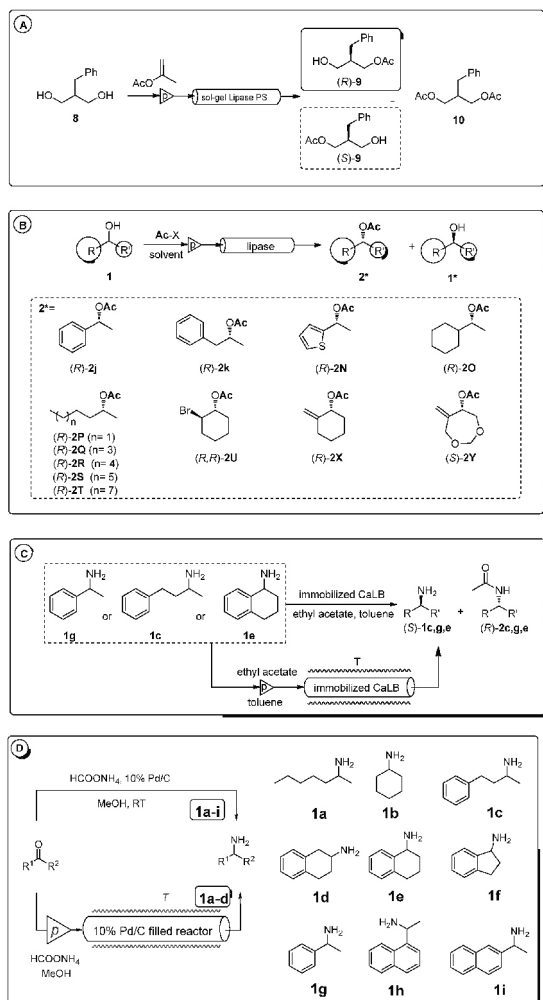 A
Ph
HO OH
8
AcO
p
sol-gel Lipase PS
Ph
HO OAc
(R)-9
Ph
AcO OH
(S)-9
Ph
AcO OAc
10
B
OH
R R'
1
Ac-X
solvent
p
lipase
OAc
R R'
2*
+
OH
R R'
1*
2*=
OAc
(R)-2j
OAc
(R)-2k
OAc
S
(R)-2N
OAc
(R)-2O
OAc
n
(R)-2P (n= 1)
(R)-2Q (n= 3)
(R)-2R (n= 4)
(R)-2S (n= 5)
(R)-2T (n= 7)
OAc
Br
(R,R)-2U
OAc
(R)-2X
OAc
O
O
(S)-2Y
C
NH2
1g
or
NH2
1c
or
NH2
1e
immobilized CaLB
ethyl acetate, toluene
NH2
R R'
(S)-1c,g,e
+
O
NH
R R'
(R)-2c,g,e
ethyl acetate
p
toluene
T
immobilized CaLB
D
HCOONH4, 10% Pd/C
MeOH, RT
1a-i
O
R1 R2
NH2
R1 R2
T
1a-d
p
10% Pd/C filled reactor
HCOONH4
MeOH
NH2
1a
NH2
1b
NH2
1c
NH2
1d
NH2
1e
NH2
1f
NH2
1g
H2N
1h
NH2
1i